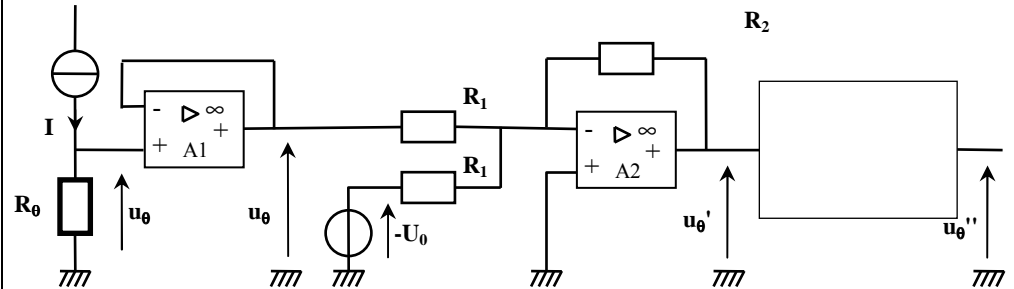 R2
I
- ▷ ∞
+
+ A1
R1
- ▷ ∞
+
+ A2
R1
Rθ
uθ
uθ
-U0
uθ'
uθ''